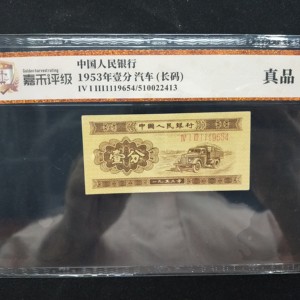 中国人民银行
嘉禾评级
1953年壹分 汽车(长码)
真品
IV I III1119654/510022413
中国人民银行
IV I III 1119654
壹分
一九五三年